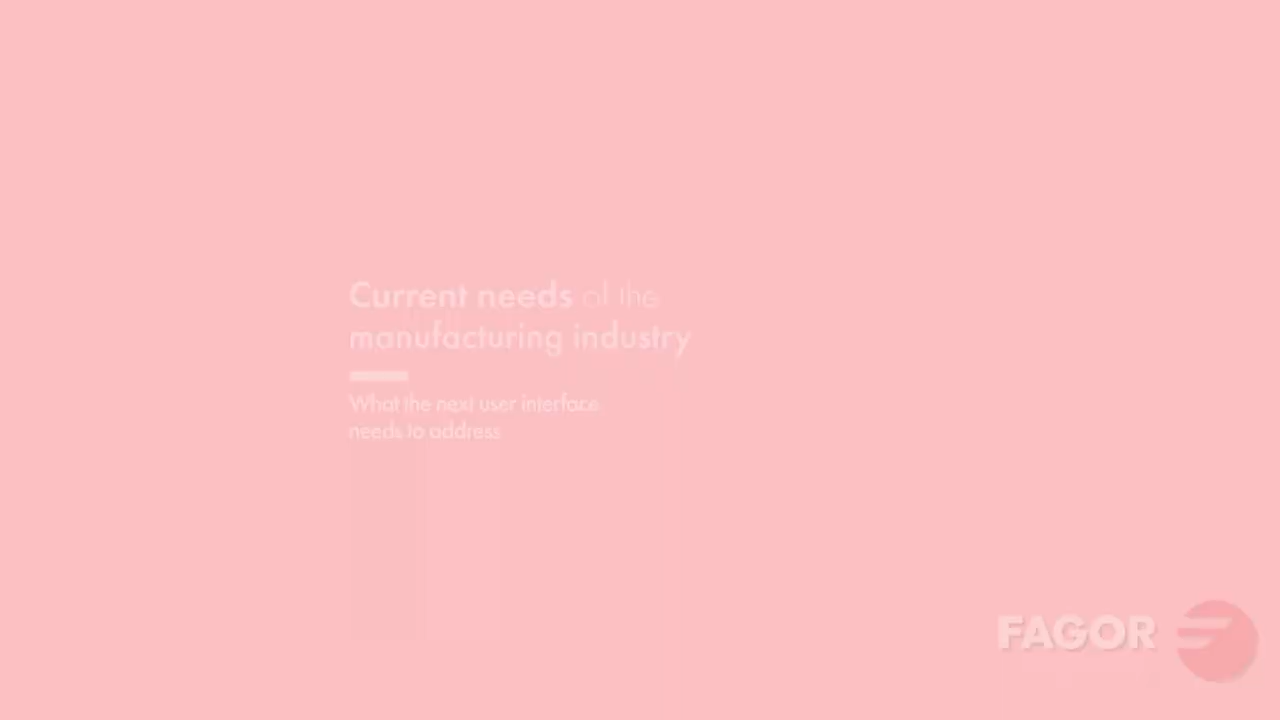 Current needs of the
manufacturing industry
What the next user interface
needs to address
FAGOR